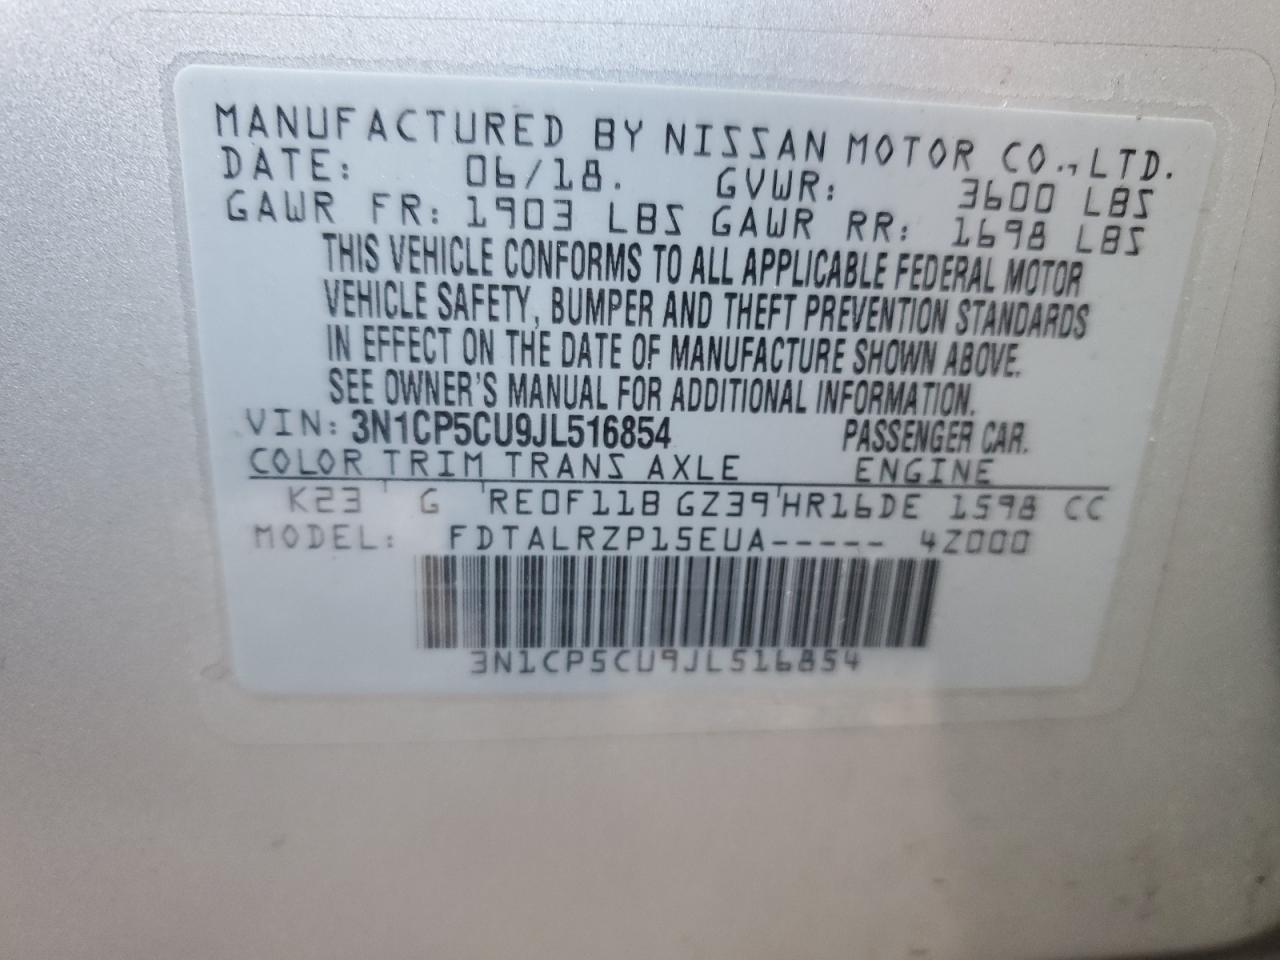 MANUFACTURED BY NISSAN MOTOR CO., LTD.
DATE: 06/18. GVWR: 3600 LBS
GAWR FR: 1903 LBS GAWR RR: 1698 LBS
THIS VEHICLE CONFORMS TO ALL APPLICABLE FEDERAL MOTOR
VEHICLE SAFETY, BUMPER AND THEFT PREVENTION STANDARDS
IN EFFECT ON THE DATE OF MANUFACTURE SHOWN ABOVE.
SEE OWNER'S MANUAL FOR ADDITIONAL INFORMATION.
VIN: 3N1CP5CU9JL516854 PASSENGER CAR.
COLOR TRIM TRANS AXLE ENGINE
K23 G RE0F11B GZ39 HR16DE 1598 CC
MODEL: FDTALRZP15EUA----- 4Z000
3N1CP5CU9JL516854